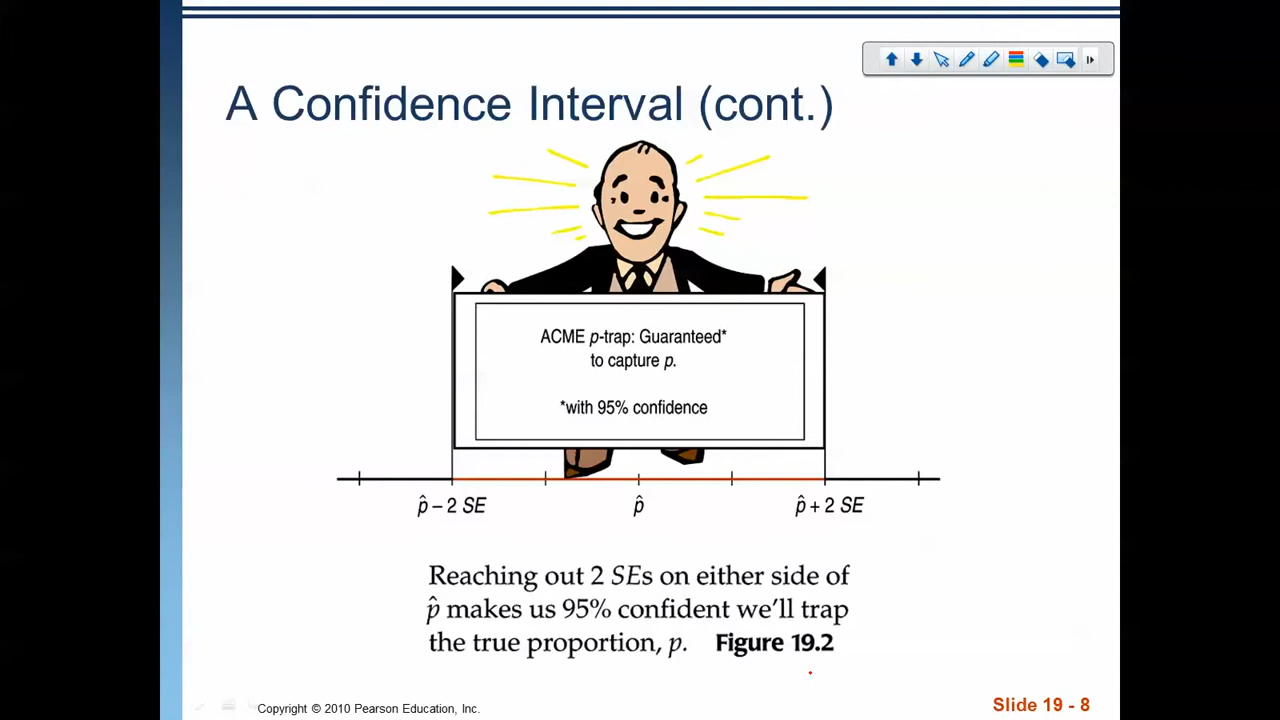 A Confidence Interval (cont.)
ACME p-trap: Guaranteed*
to capture p.
*with 95% confidence
p̂ – 2 SE
p̂
p̂ + 2 SE
Reaching out 2 SEs on either side of
p̂ makes us 95% confident we’ll trap
the true proportion, p. Figure 19.2
Copyright © 2010 Pearson Education, Inc.
Slide 19 - 8